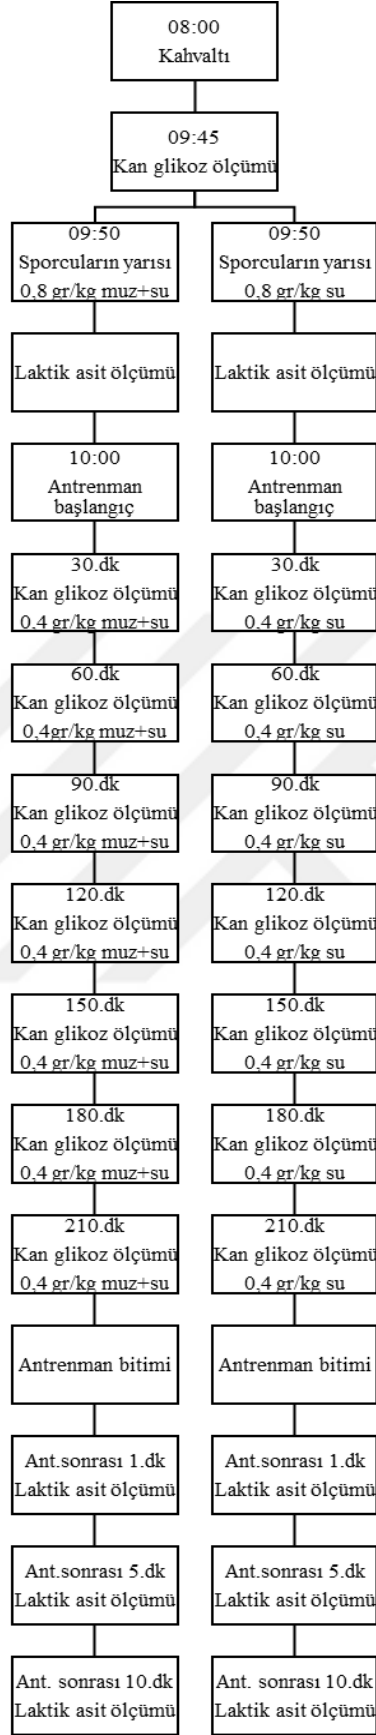 08:00
Kahvaltı
09:45
Kan glikoz ölçümü
09:50
Sporcuların yarısı
0,8 gr/kg muz+su
Laktik asit ölçümü
10:00
Antrenman
başlangıç
30.dk
Kan glikoz ölçümü
0,4 gr/kg muz+su
60.dk
Kan glikoz ölçümü
0,4gr/kg muz+su
90.dk
Kan glikoz ölçümü
0,4 gr/kg muz+su
120.dk
Kan glikoz ölçümü
0,4 gr/kg muz+su
150.dk
Kan glikoz ölçümü
0,4 gr/kg muz+su
180.dk
Kan glikoz ölçümü
0,4 gr/kg muz+su
210.dk
Kan glikoz ölçümü
0,4 gr/kg muz+su
Antrenman bitimi
Ant.sonrası 1.dk
Laktik asit ölçümü
Ant.sonrası 5.dk
Laktik asit ölçümü
Ant. sonrası 10.dk
Laktik asit ölçümü
09:50
Sporcuların yarısı
0,8 gr/kg su
Laktik asit ölçümü
10:00
Antrenman
başlangıç
30.dk
Kan glikoz ölçümü
0,4 gr/kg su
60.dk
Kan glikoz ölçümü
0,4 gr/kg su
90.dk
Kan glikoz ölçümü
0,4 gr/kg su
120.dk
Kan glikoz ölçümü
0,4 gr/kg su
150.dk
Kan glikoz ölçümü
0,4 gr/kg su
180.dk
Kan glikoz ölçümü
0,4 gr/kg su
210.dk
Kan glikoz ölçümü
0,4 gr/kg su
Antrenman bitimi
Ant.sonrası 1.dk
Laktik asit ölçümü
Ant.sonrası 5.dk
Laktik asit ölçümü
Ant. sonrası 10.dk
Laktik asit ölçümü